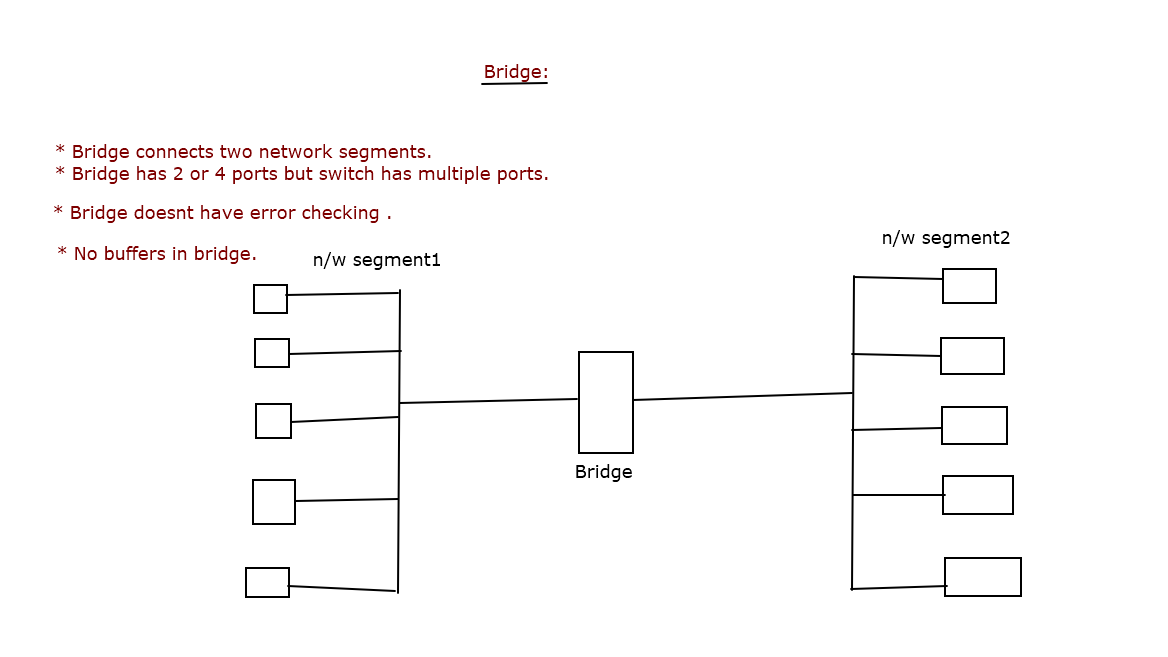 Bridge:
* Bridge connects two network segments.
* Bridge has 2 or 4 ports but switch has multiple ports.
* Bridge doesnt have error checking .
* No buffers in bridge.
n/w segment1
n/w segment2
Bridge